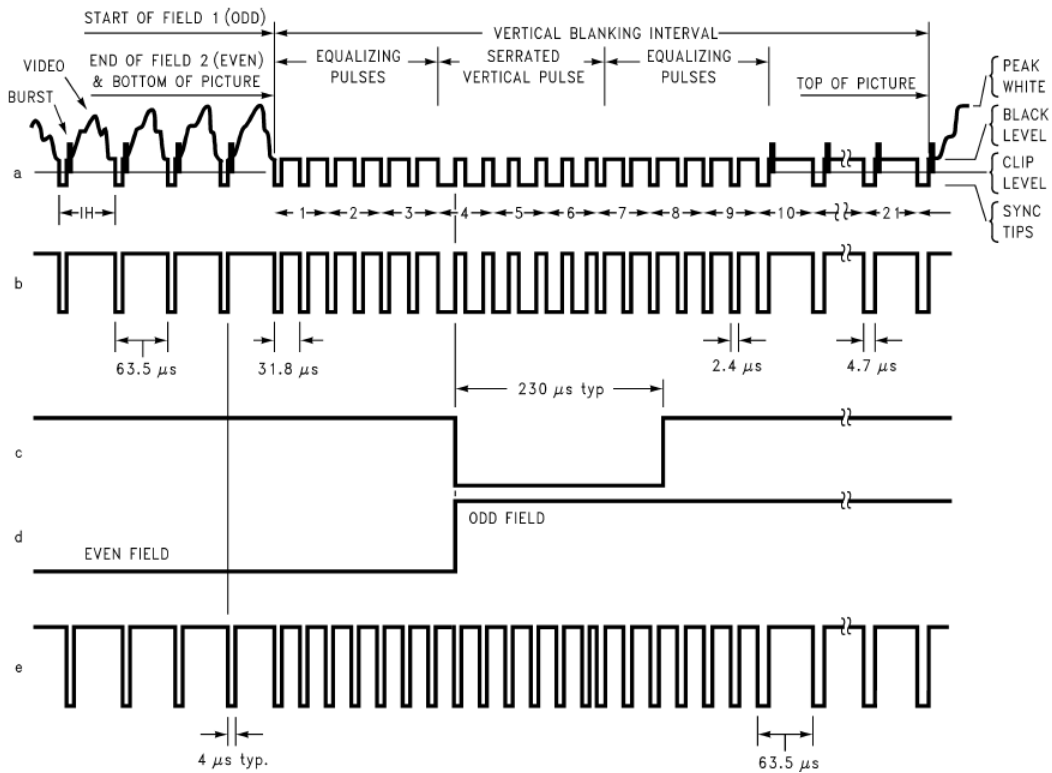 START OF FIELD 1 (ODD)
VERTICAL BLANKING INTERVAL
END OF FIELD 2 (EVEN)
& BOTTOM OF PICTURE
EQUALIZING
PULSES
SERRATED
VERTICAL PULSE
EQUALIZING
PULSES
TOP OF PICTURE
VIDEO
BURST
PEAK
WHITE
BLACK
LEVEL
CLIP
LEVEL
SYNC
TIPS
a
IH
1 2 3 4 5 6 7 8 9 10 21
b
63.5 µs
31.8 µs
2.4 µs
4.7 µs
230 µs typ
c
d
ODD FIELD
EVEN FIELD
e
4 µs typ.
63.5 µs